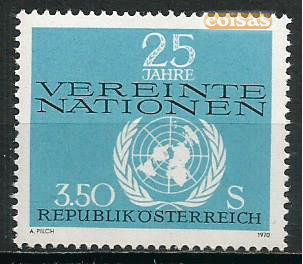 coisas
25
JAHRE
VEREINTE
NATIONEN
3.50 S
REPUBLIK ÖSTERREICH
A. PILCH 1970